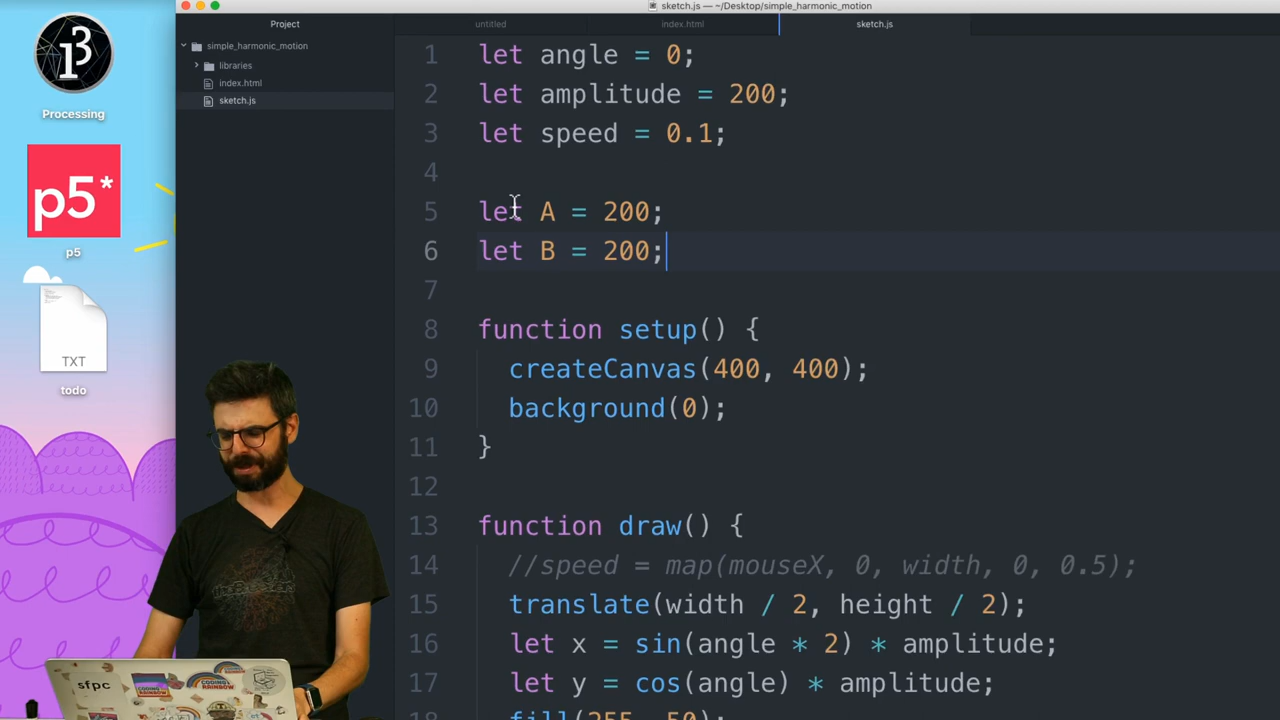 sketch.js — ~/Desktop/simple_harmonic_motion
Project
untitled
index.html
sketch.js
simple_harmonic_motion
libraries
index.html
sketch.js
Processing
p5*
p5
TXT
todo
1 let angle = 0;
2 let amplitude = 200;
3 let speed = 0.1;
4
5 let A = 200;
6 let B = 200;
7
8 function setup() {
9 createCanvas(400, 400);
10 background(0);
11 }
12
13 function draw() {
14 //speed = map(mouseX, 0, width, 0, 0.5);
15 translate(width / 2, height / 2);
16 let x = sin(angle * 2) * amplitude;
17 let y = cos(angle) * amplitude;
18 fill(255, 50);
sfpc
CODING
RAINBOW